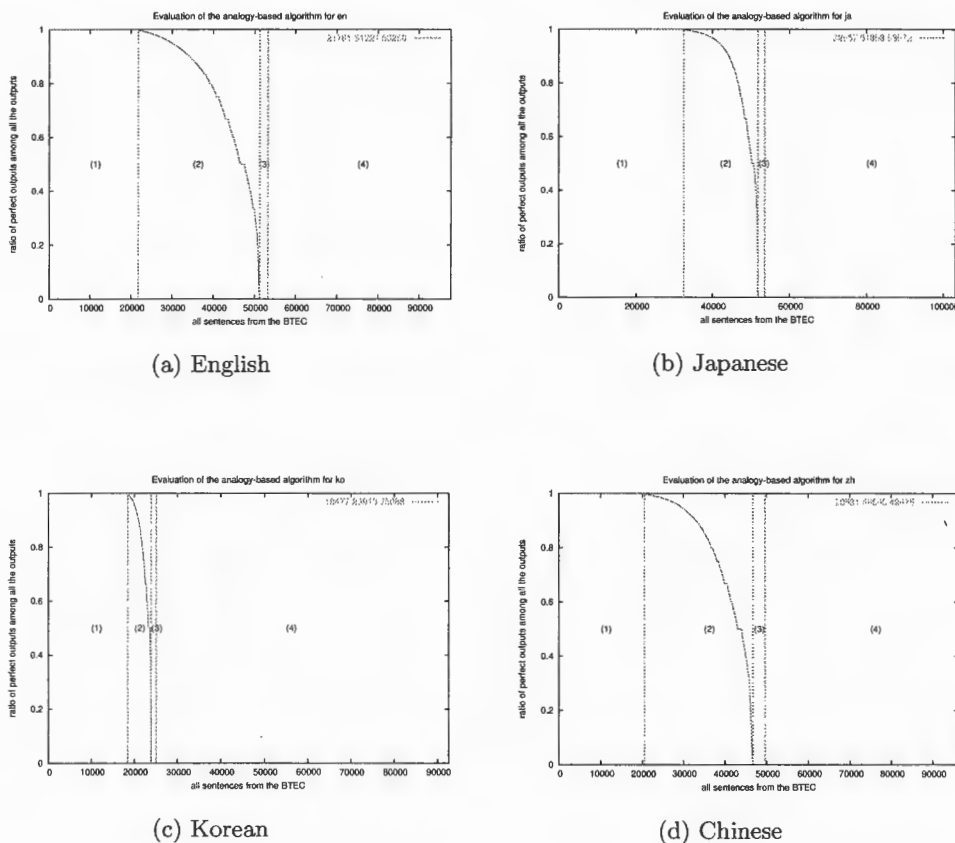 Evaluation of the analogy-based algorithm for en
ratio of perfect outputs among all the outputs
1
0.8
0.6
0.4
0.2
0
(1)
(2)
(3)
(4)
0 10000 20000 30000 40000 50000 60000 70000 80000 90000
all sentences from the BTEC
(a) English
Evaluation of the analogy-based algorithm for ja
ratio of perfect outputs among all the outputs
1
0.8
0.6
0.4
0.2
0
(1)
(2)
(3)
(4)
0 20000 40000 60000 80000 100000
all sentences from the BTEC
(b) Japanese
Evaluation of the analogy-based algorithm for ko
ratio of perfect outputs among all the outputs
1
0.8
0.6
0.4
0.2
0
(1)
(2)
(3)
(4)
0 10000 20000 30000 40000 50000 60000 70000 80000 90000
all sentences from the BTEC
(c) Korean
Evaluation of the analogy-based algorithm for zh
ratio of perfect outputs among all the outputs
1
0.8
0.6
0.4
0.2
0
(1)
(2)
(3)
(4)
0 10000 20000 30000 40000 50000 60000 70000 80000 90000
all sentences from the BTEC
(d) Chinese